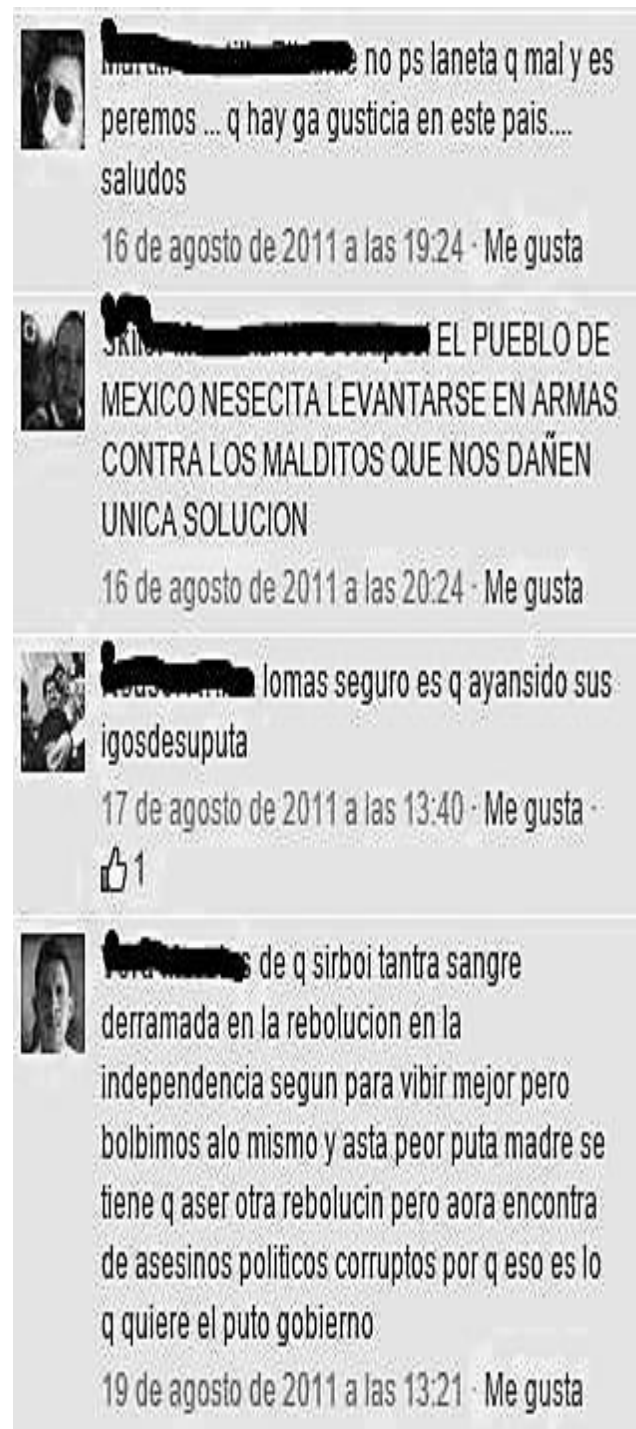 no ps laneta q mal y es
peremos ... q hay ga gusticia en este pais....
saludos
16 de agosto de 2011 a las 19:24 · Me gusta
EL PUEBLO DE
MEXICO NESECITA LEVANTARSE EN ARMAS
CONTRA LOS MALDITOS QUE NOS DAÑEN
UNICA SOLUCION
16 de agosto de 2011 a las 20:24 · Me gusta
lomas seguro es q ayansido sus
igosdesuputa
17 de agosto de 2011 a las 13:40 · Me gusta ·
1
de q sirboi tantra sangre
derramada en la rebolucion en la
independencia segun para vibir mejor pero
bolbimos alo mismo y asta peor puta madre se
tiene q aser otra rebolucin pero aora encontra
de asesinos politicos corruptos por q eso es lo
q quiere el puto gobierno
19 de agosto de 2011 a las 13:21 · Me gusta